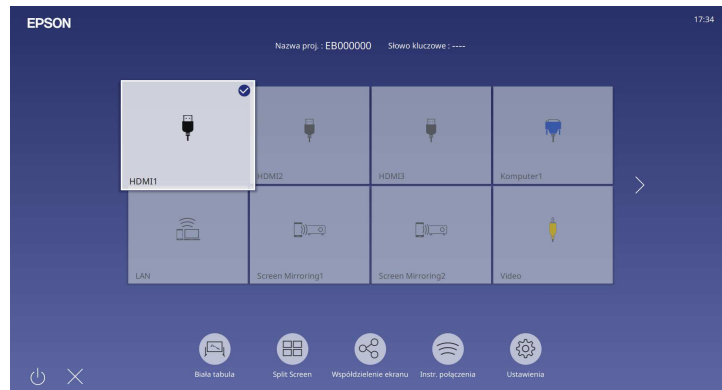 EPSON
17:34
Nazwa proj. : EB000000 Słowo kluczowe : ----
HDMI1
HDMI2
HDMI3
Komputer1
LAN
Screen Mirroring1
Screen Mirroring2
Video
Biała tabula
Split Screen
Współdzielenie ekranu
Instr. połączenia
Ustawienia